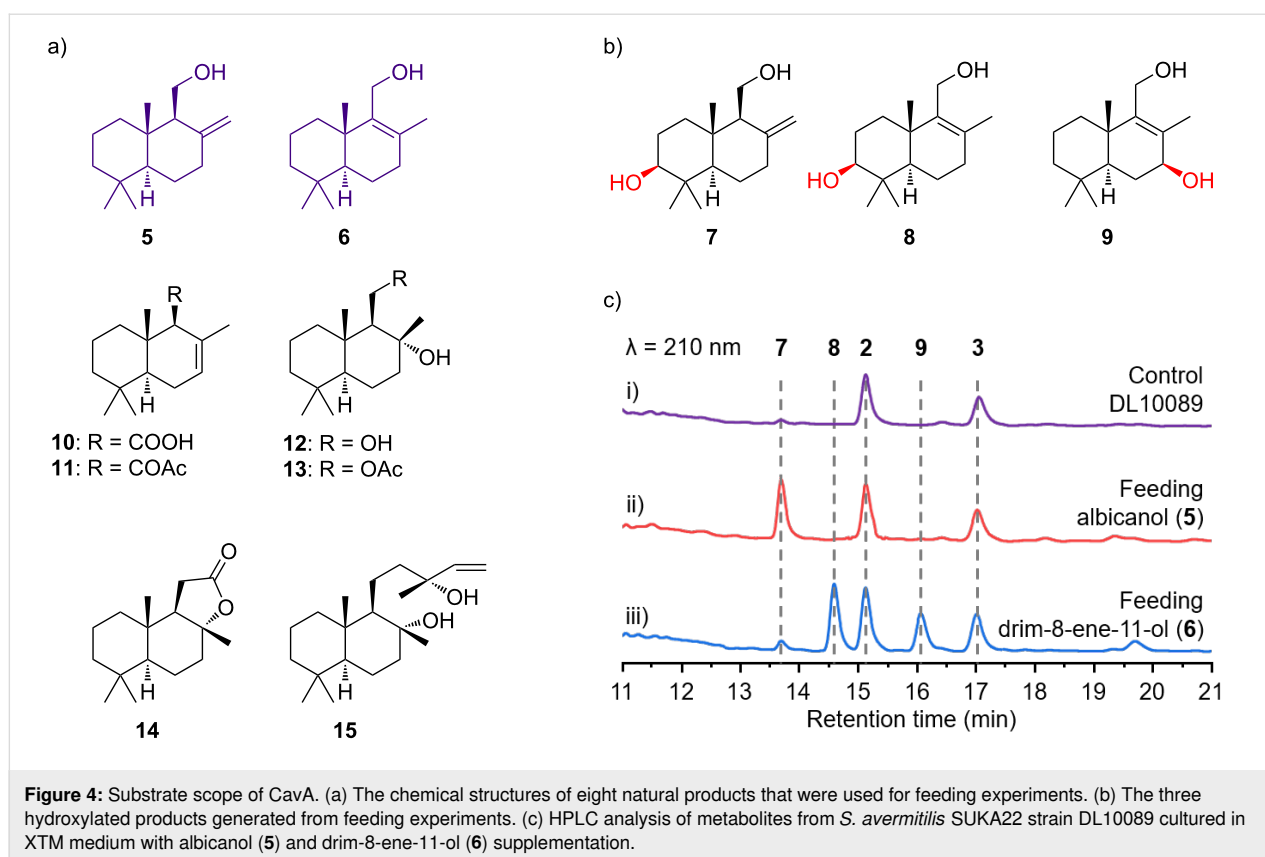 a)
OH
H
5
OH
H
6
b)
OH
HO
H
7
OH
HO
H
8
OH
H
OH
9
R
H
10: R = COOH
11: R = COAc
R
OH
H
12: R = OH
13: R = OAc
O
O
H
14
OH
OH
H
15
c)
λ = 210 nm 7 8 2 9 3
i)
Control
DL10089
ii)
Feeding
albicanol (5)
iii)
Feeding
drim-8-ene-11-ol (6)
11 12 13 14 15 16 17 18 19 20 21
Retention time (min)
Figure 4: Substrate scope of CavA. (a) The chemical structures of eight natural products that were used for feeding experiments. (b) The three
hydroxylated products generated from feeding experiments. (c) HPLC analysis of metabolites from S. avermitilis SUKA22 strain DL10089 cultured in
XTM medium with albicanol (5) and drim-8-ene-11-ol (6) supplementation.